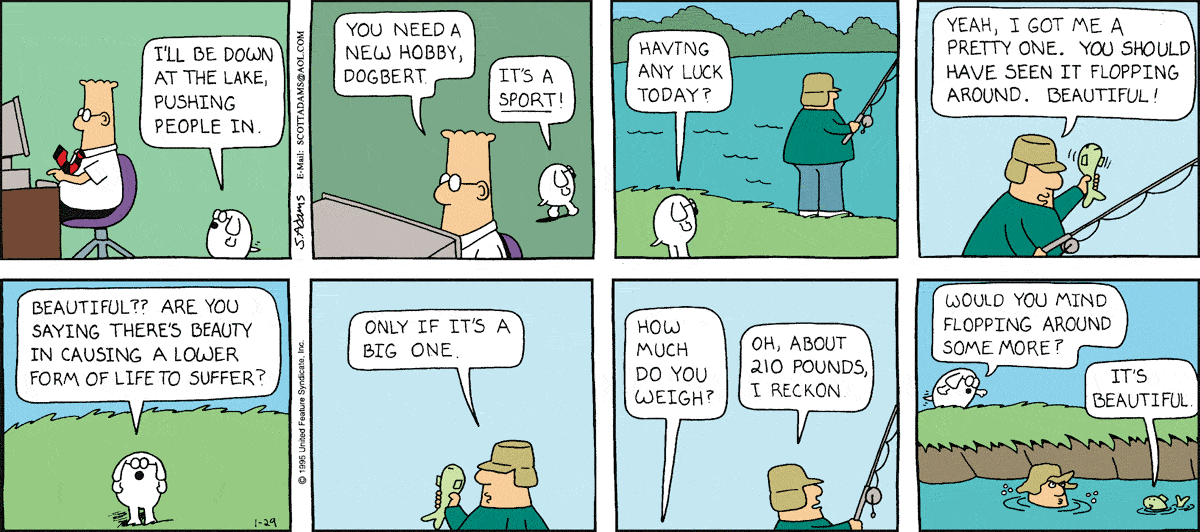 I'LL BE DOWN
AT THE LAKE,
PUSHING
PEOPLE IN.
S.Adams E-Mail: SCOTTADAMS@AOL.COM
YOU NEED A
NEW HOBBY,
DOGBERT.
IT'S A
SPORT!
HAVING
ANY LUCK
TODAY?
YEAH, I GOT ME A
PRETTY ONE. YOU SHOULD
HAVE SEEN IT FLOPPING
AROUND. BEAUTIFUL!
BEAUTIFUL?? ARE YOU
SAYING THERE'S BEAUTY
IN CAUSING A LOWER
FORM OF LIFE TO SUFFER?
1-29
© 1995 United Feature Syndicate, Inc.
ONLY IF IT'S A
BIG ONE.
HOW
MUCH
DO YOU
WEIGH?
OH, ABOUT
210 POUNDS,
I RECKON.
WOULD YOU MIND
FLOPPING AROUND
SOME MORE?
IT'S
BEAUTIFUL.